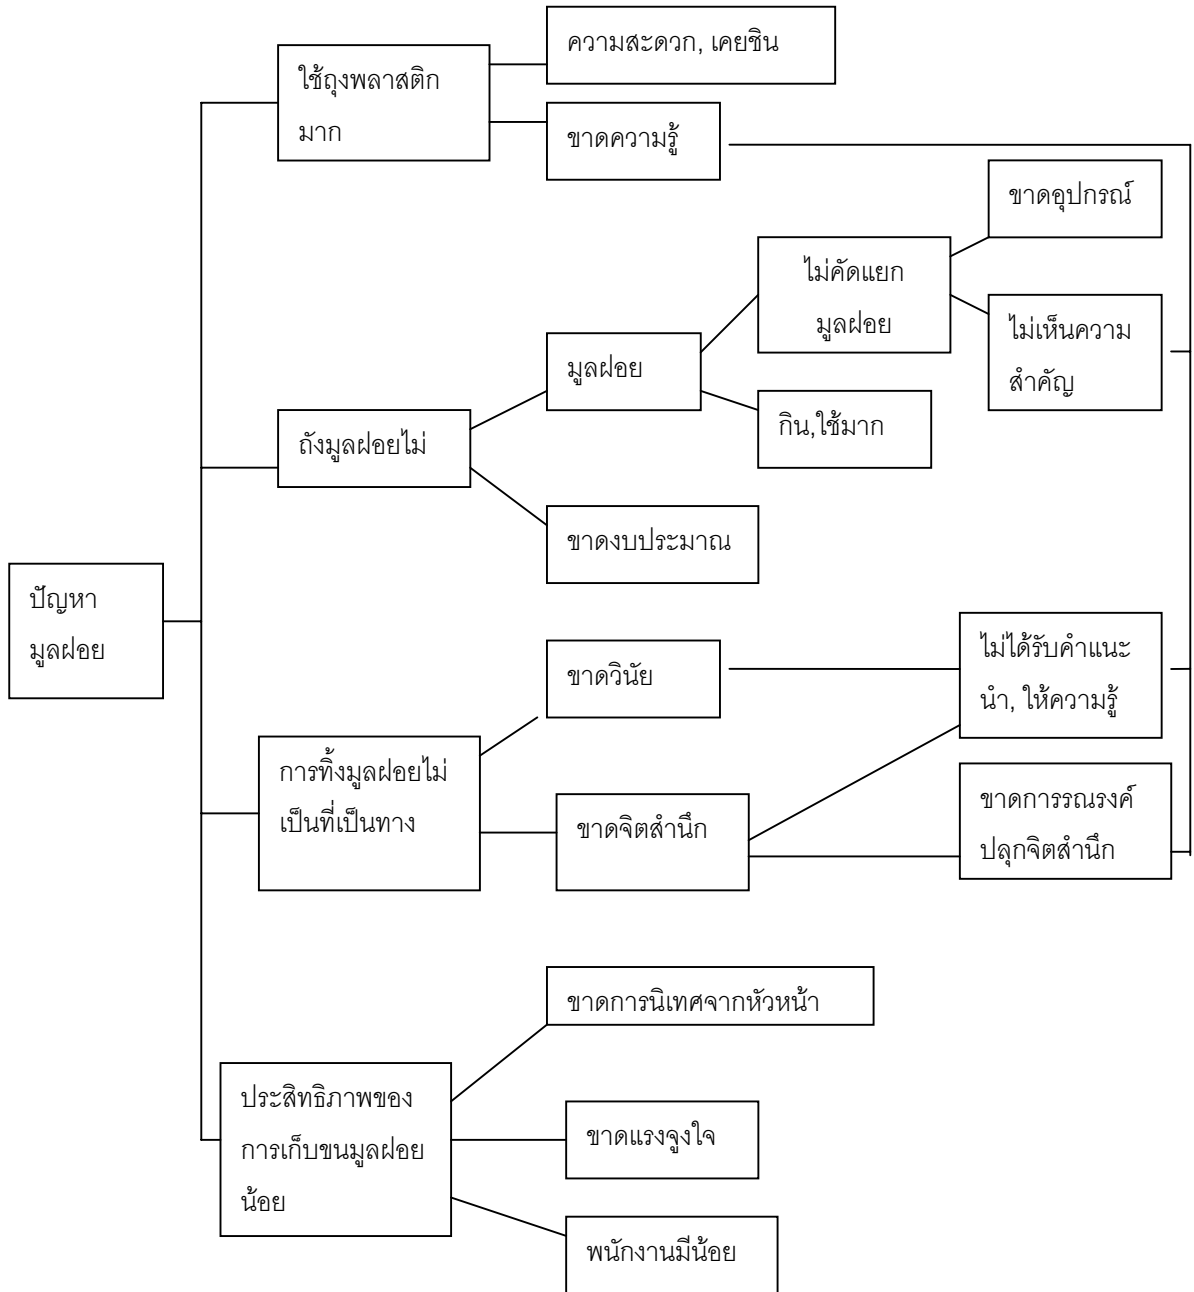 ความสะดวก, เคยชิน
ใช้ถุงพลาสติก
มาก
ขาดความรู้
ขาดอุปกรณ์
ไม่คัดแยก
มูลฝอย
ไม่เห็นความ
สำคัญ
มูลฝอย
กิน,ใช้มาก
ถังมูลฝอยไม่
ขาดงบประมาณ
ปัญหา
มูลฝอย
ขาดวินัย
ไม่ได้รับคำแนะ
นำ, ให้ความรู้
การทิ้งมูลฝอยไม่
เป็นที่เป็นทาง
ขาดจิตสำนึก
ขาดการรณรงค์
ปลุกจิตสำนึก
ขาดการนิเทศจากหัวหน้า
ประสิทธิภาพของ
การเก็บขนมูลฝอย
น้อย
ขาดแรงจูงใจ
พนักงานมีน้อย